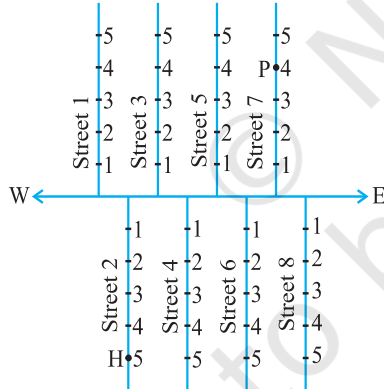 5 5 5 5
4 4 4 P 4
3 3 3 3
2 2 2 2
1 1 1 1
Street 1 Street 3 Street 5 Street 7
W E
1 1 1 1
2 2 2 2
3 3 3 3
4 4 4 4
H 5 5 5 5
Street 2 Street 4 Street 6 Street 8